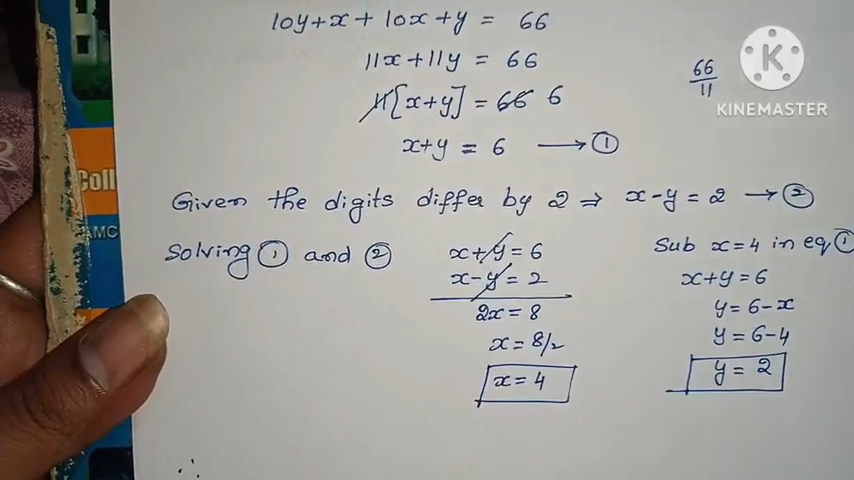 10y+x+10x+y = 66
11x+11y = 66
11[x+y] = 66 6
66/11
K
KINEMASTER
x+y = 6 → ①
Given the digits differ by 2 ⇒ x-y = 2 → ②
Solving ① and ②
x+y = 6
x-y = 2
2x = 8
x = 8/2
x = 4
Sub x=4 in eq ①
x+y = 6
y = 6-x
y = 6-4
y = 2
∴
Coll
AMC